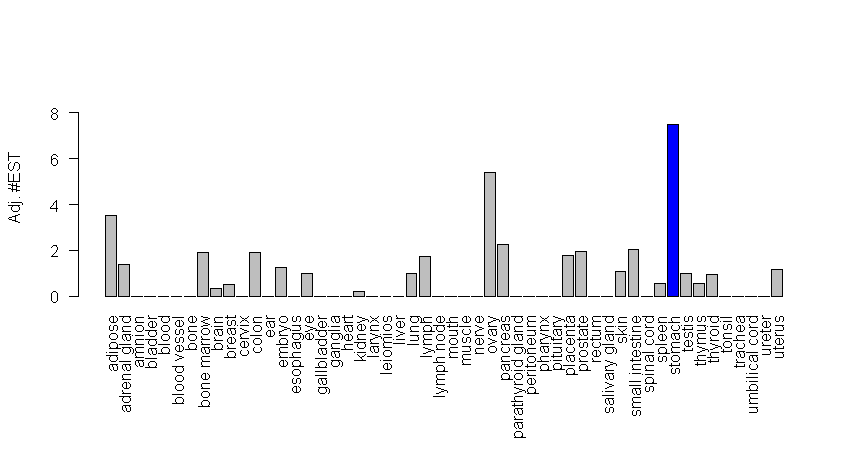 Adj. #EST
8
6
4
2
0
adipose
adrenal gland
amnion
bladder
blood
blood vessel
bone
bone marrow
brain
breast
cervix
colon
ear
embryo
esophagus
eye
gallbladder
ganglia
heart
kidney
larynx
leiomios
liver
lung
lymph
lymph node
mouth
muscle
nerve
ovary
pancreas
parathyroid gland
peritoneum
pharynx
pituitary
placenta
prostate
rectum
salivary gland
skin
small intestine
spinal cord
spleen
stomach
testis
thymus
thyroid
tonsil
trachea
umbilical cord
ureter
uterus